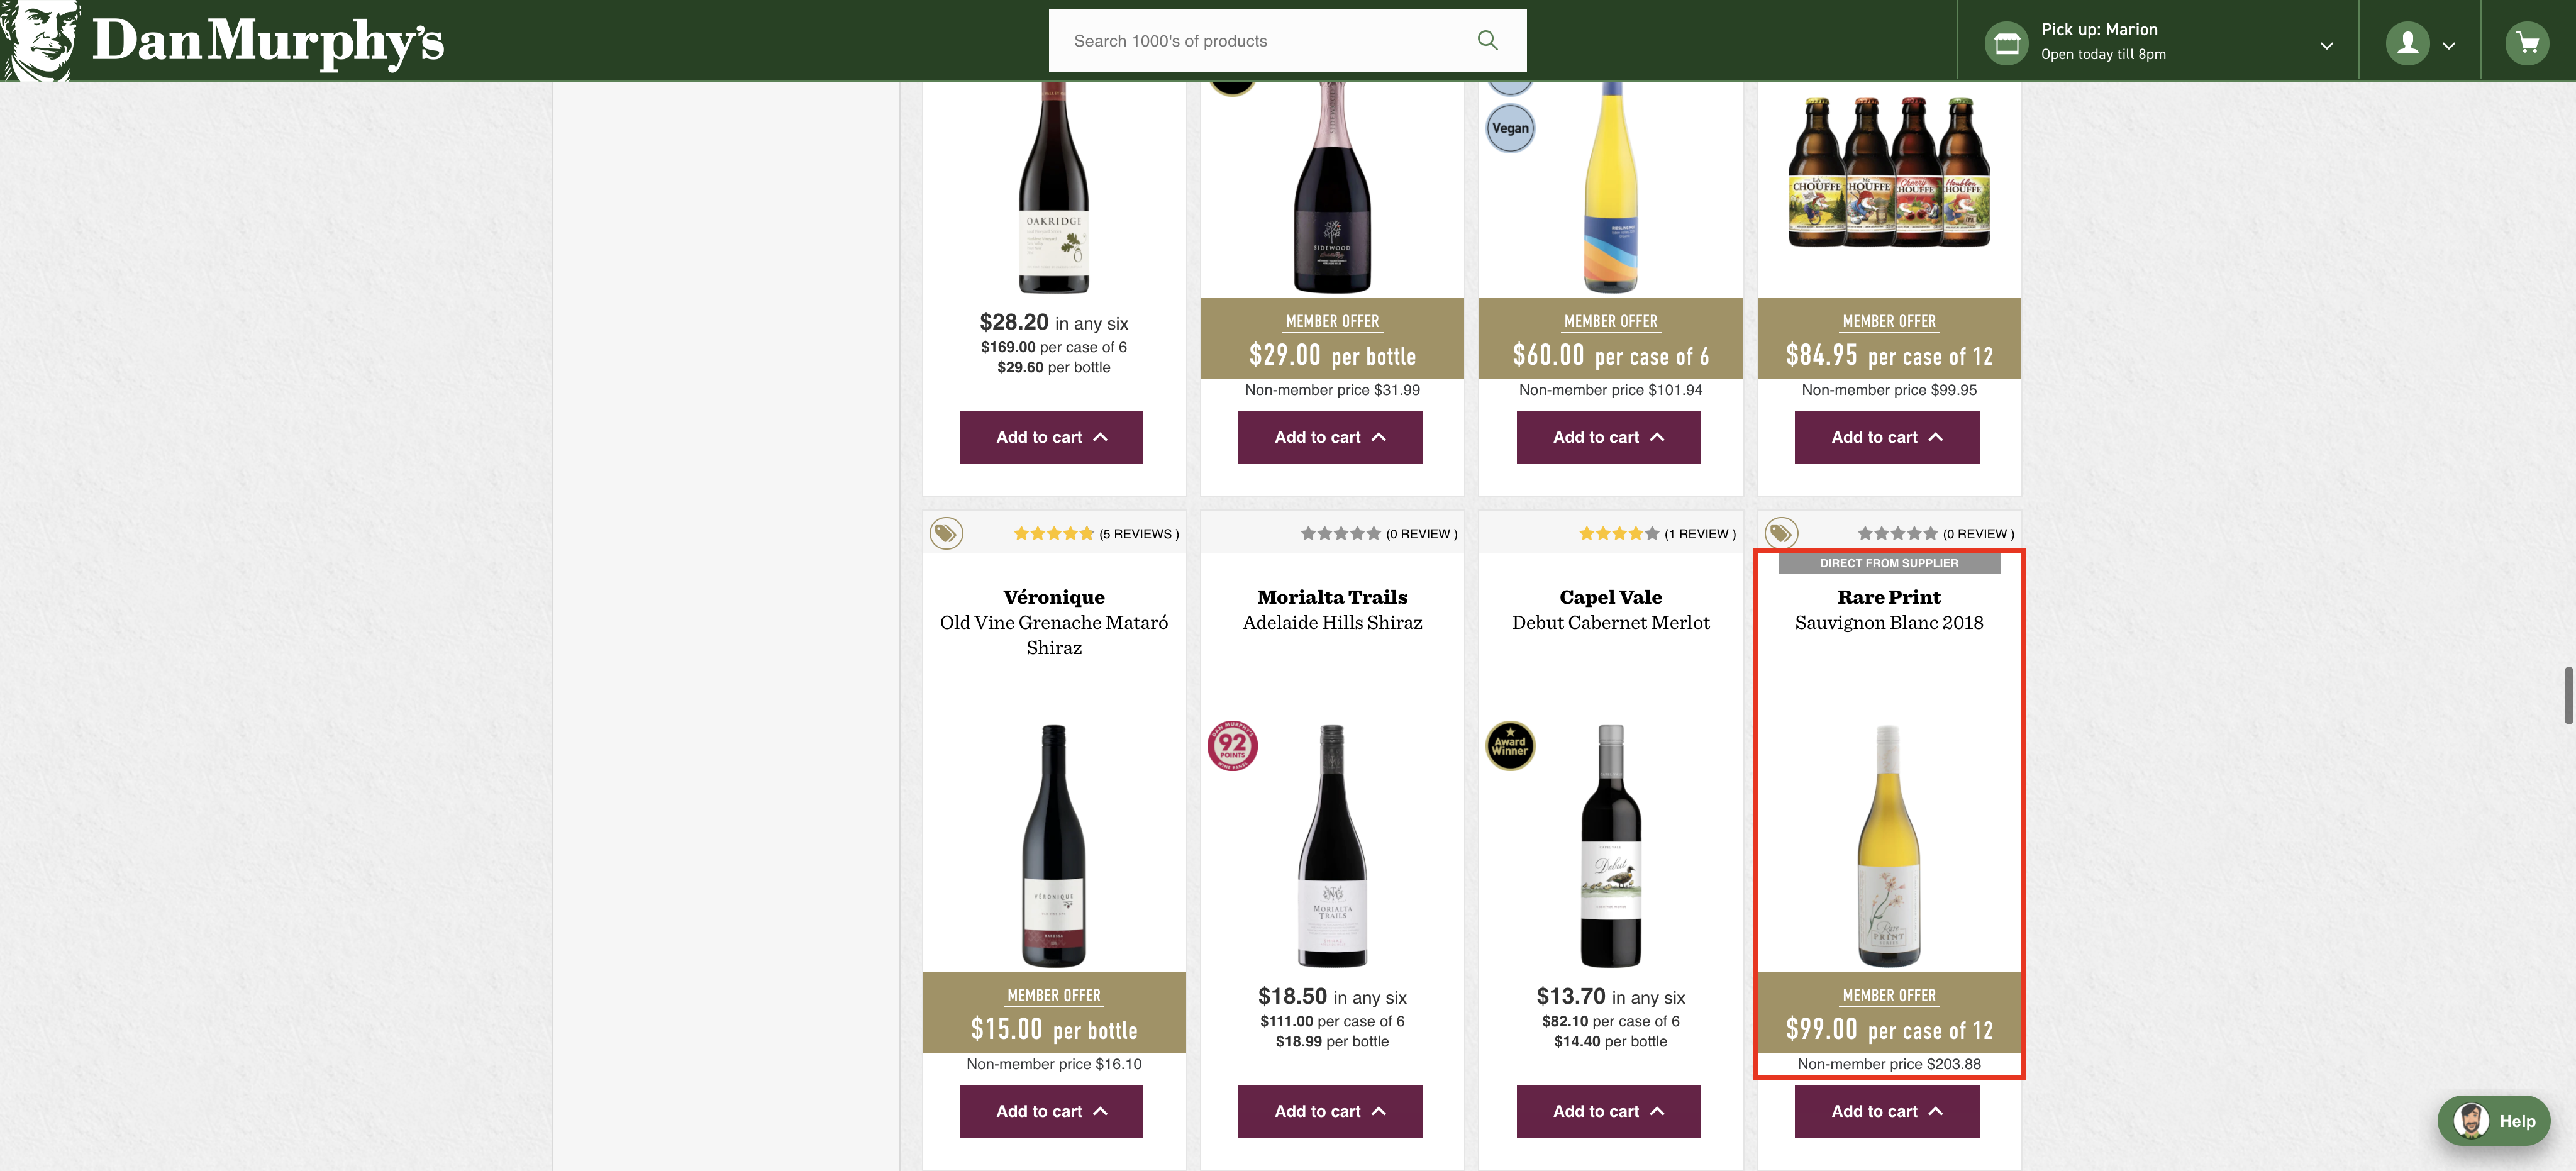 Dan Murphy's
Search 1000's of products
Pick up: Marion
Open today till 8pm
OAKRIDGE
SIDEWOOD
Vegan
RIESLING
LA CHOUFFE
Mc CHOUFFE
Cherry CHOUFFE
Houblon CHOUFFE
$28.20 in any six
$169.00 per case of 6
$29.60 per bottle
Add to cart
MEMBER OFFER
$29.00 per bottle
Non-member price $31.99
Add to cart
MEMBER OFFER
$60.00 per case of 6
Non-member price $101.94
Add to cart
MEMBER OFFER
$84.95 per case of 12
Non-member price $99.95
Add to cart
(5 REVIEWS )
Véronique
Old Vine Grenache Mataró
Shiraz
VÉRONIQUE
MEMBER OFFER
$15.00 per bottle
Non-member price $16.10
Add to cart
(0 REVIEW )
Morialta Trails
Adelaide Hills Shiraz
DAN MURPHY'S
92
POINTS
WINE PANEL
MORIALTA
TRAILS
$18.50 in any six
$111.00 per case of 6
$18.99 per bottle
Add to cart
(1 REVIEW )
Capel Vale
Debut Cabernet Merlot
Award
Winner
Debut
$13.70 in any six
$82.10 per case of 6
$14.40 per bottle
Add to cart
(0 REVIEW )
DIRECT FROM SUPPLIER
Rare Print
Sauvignon Blanc 2018
Rare
PRINT
SERIES
MEMBER OFFER
$99.00 per case of 12
Non-member price $203.88
Add to cart
Help